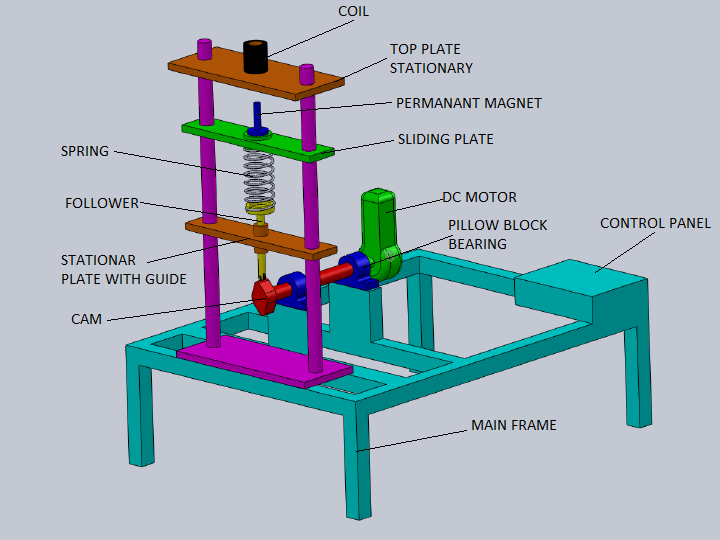 COIL
TOP PLATE
STATIONARY
PERMANANT MAGNET
SLIDING PLATE
SPRING
FOLLOWER
DC MOTOR
PILLOW BLOCK
BEARING
CONTROL PANEL
STATIONAR
PLATE WITH GUIDE
CAM
MAIN FRAME